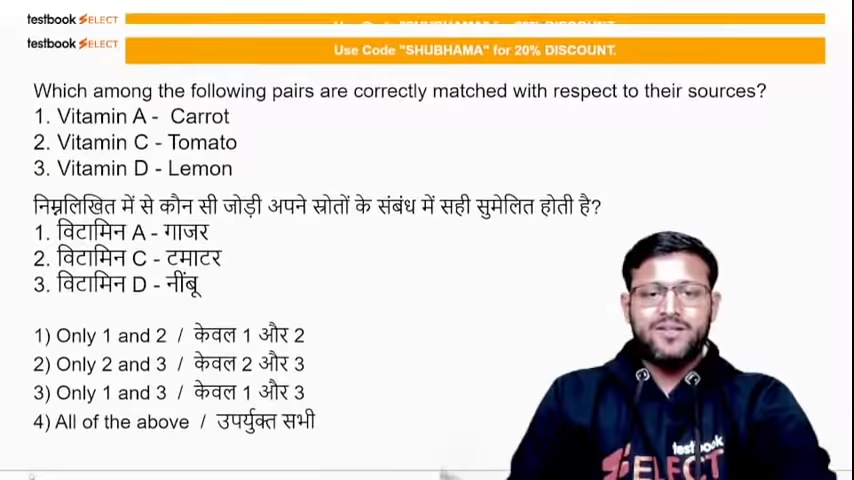 testbook SELECT
testbook SELECT
Use Code "SHUBHAMA" for 20% DISCOUNT.
Which among the following pairs are correctly matched with respect to their sources?
1. Vitamin A - Carrot
2. Vitamin C - Tomato
3. Vitamin D - Lemon
निम्नलिखित में से कौन सी जोड़ी अपने स्रोतों के संबंध में सही सुमेलित होती है?
1. विटामिन A - गाजर
2. विटामिन C - टमाटर
3. विटामिन D - नींबू
1) Only 1 and 2 / केवल 1 और 2
2) Only 2 and 3 / केवल 2 और 3
3) Only 1 and 3 / केवल 1 और 3
4) All of the above / उपर्युक्त सभी
testbook
SELECT